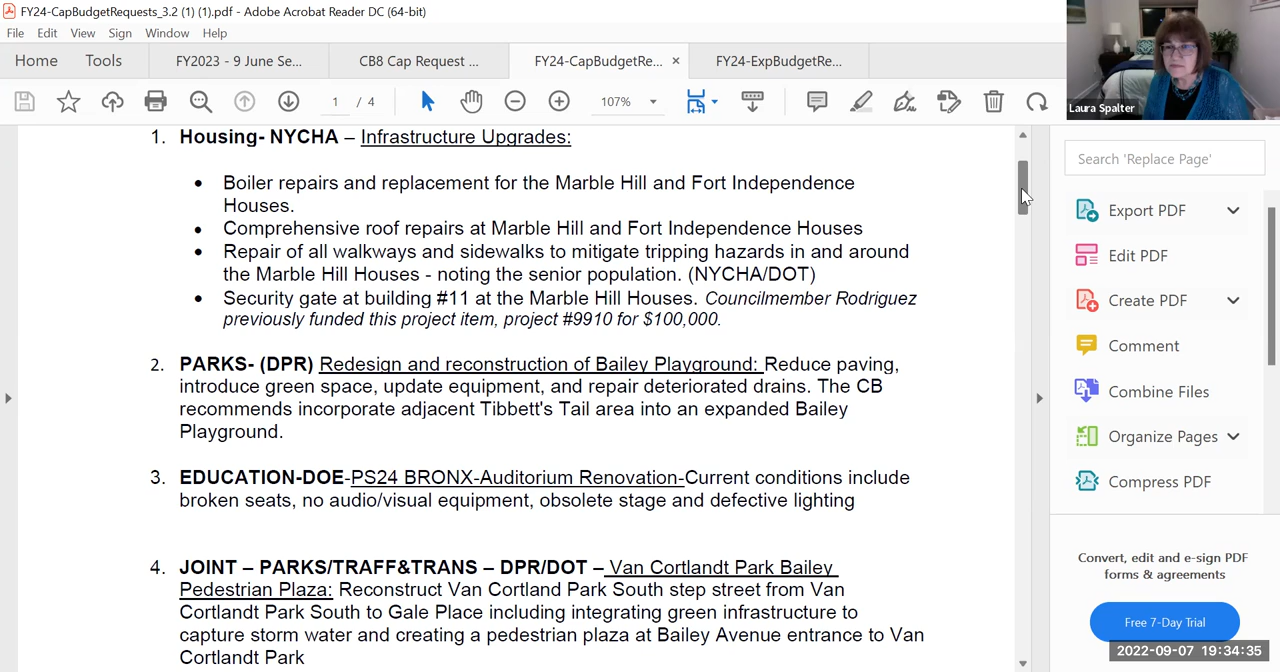 FY24-CapBudgetRequests_3.2 (1) (1).pdf - Adobe Acrobat Reader DC (64-bit)
File Edit View Sign Window Help
Home Tools FY2023 - 9 June Se... CB8 Cap Request ... FY24-CapBudgetRe... × FY24-ExpBudgetRe...
1 / 4 107%
Laura Spalter
1. Housing- NYCHA – Infrastructure Upgrades:
• Boiler repairs and replacement for the Marble Hill and Fort Independence
Houses.
• Comprehensive roof repairs at Marble Hill and Fort Independence Houses
• Repair of all walkways and sidewalks to mitigate tripping hazards in and around
the Marble Hill Houses - noting the senior population. (NYCHA/DOT)
• Security gate at building #11 at the Marble Hill Houses. Councilmember Rodriguez
previously funded this project item, project #9910 for $100,000.
2. PARKS- (DPR) Redesign and reconstruction of Bailey Playground: Reduce paving,
introduce green space, update equipment, and repair deteriorated drains. The CB
recommends incorporate adjacent Tibbett's Tail area into an expanded Bailey
Playground.
3. EDUCATION-DOE-PS24 BRONX-Auditorium Renovation-Current conditions include
broken seats, no audio/visual equipment, obsolete stage and defective lighting
4. JOINT – PARKS/TRAFF&TRANS – DPR/DOT – Van Cortlandt Park Bailey
Pedestrian Plaza: Reconstruct Van Cortland Park South step street from Van
Cortlandt Park South to Gale Place including integrating green infrastructure to
capture storm water and creating a pedestrian plaza at Bailey Avenue entrance to Van
Cortlandt Park
Search 'Replace Page'
Export PDF
Edit PDF
Create PDF
Comment
Combine Files
Organize Pages
Compress PDF
Convert, edit and e-sign PDF
forms & agreements
Free 7-Day Trial
2022-09-07 19:34:35